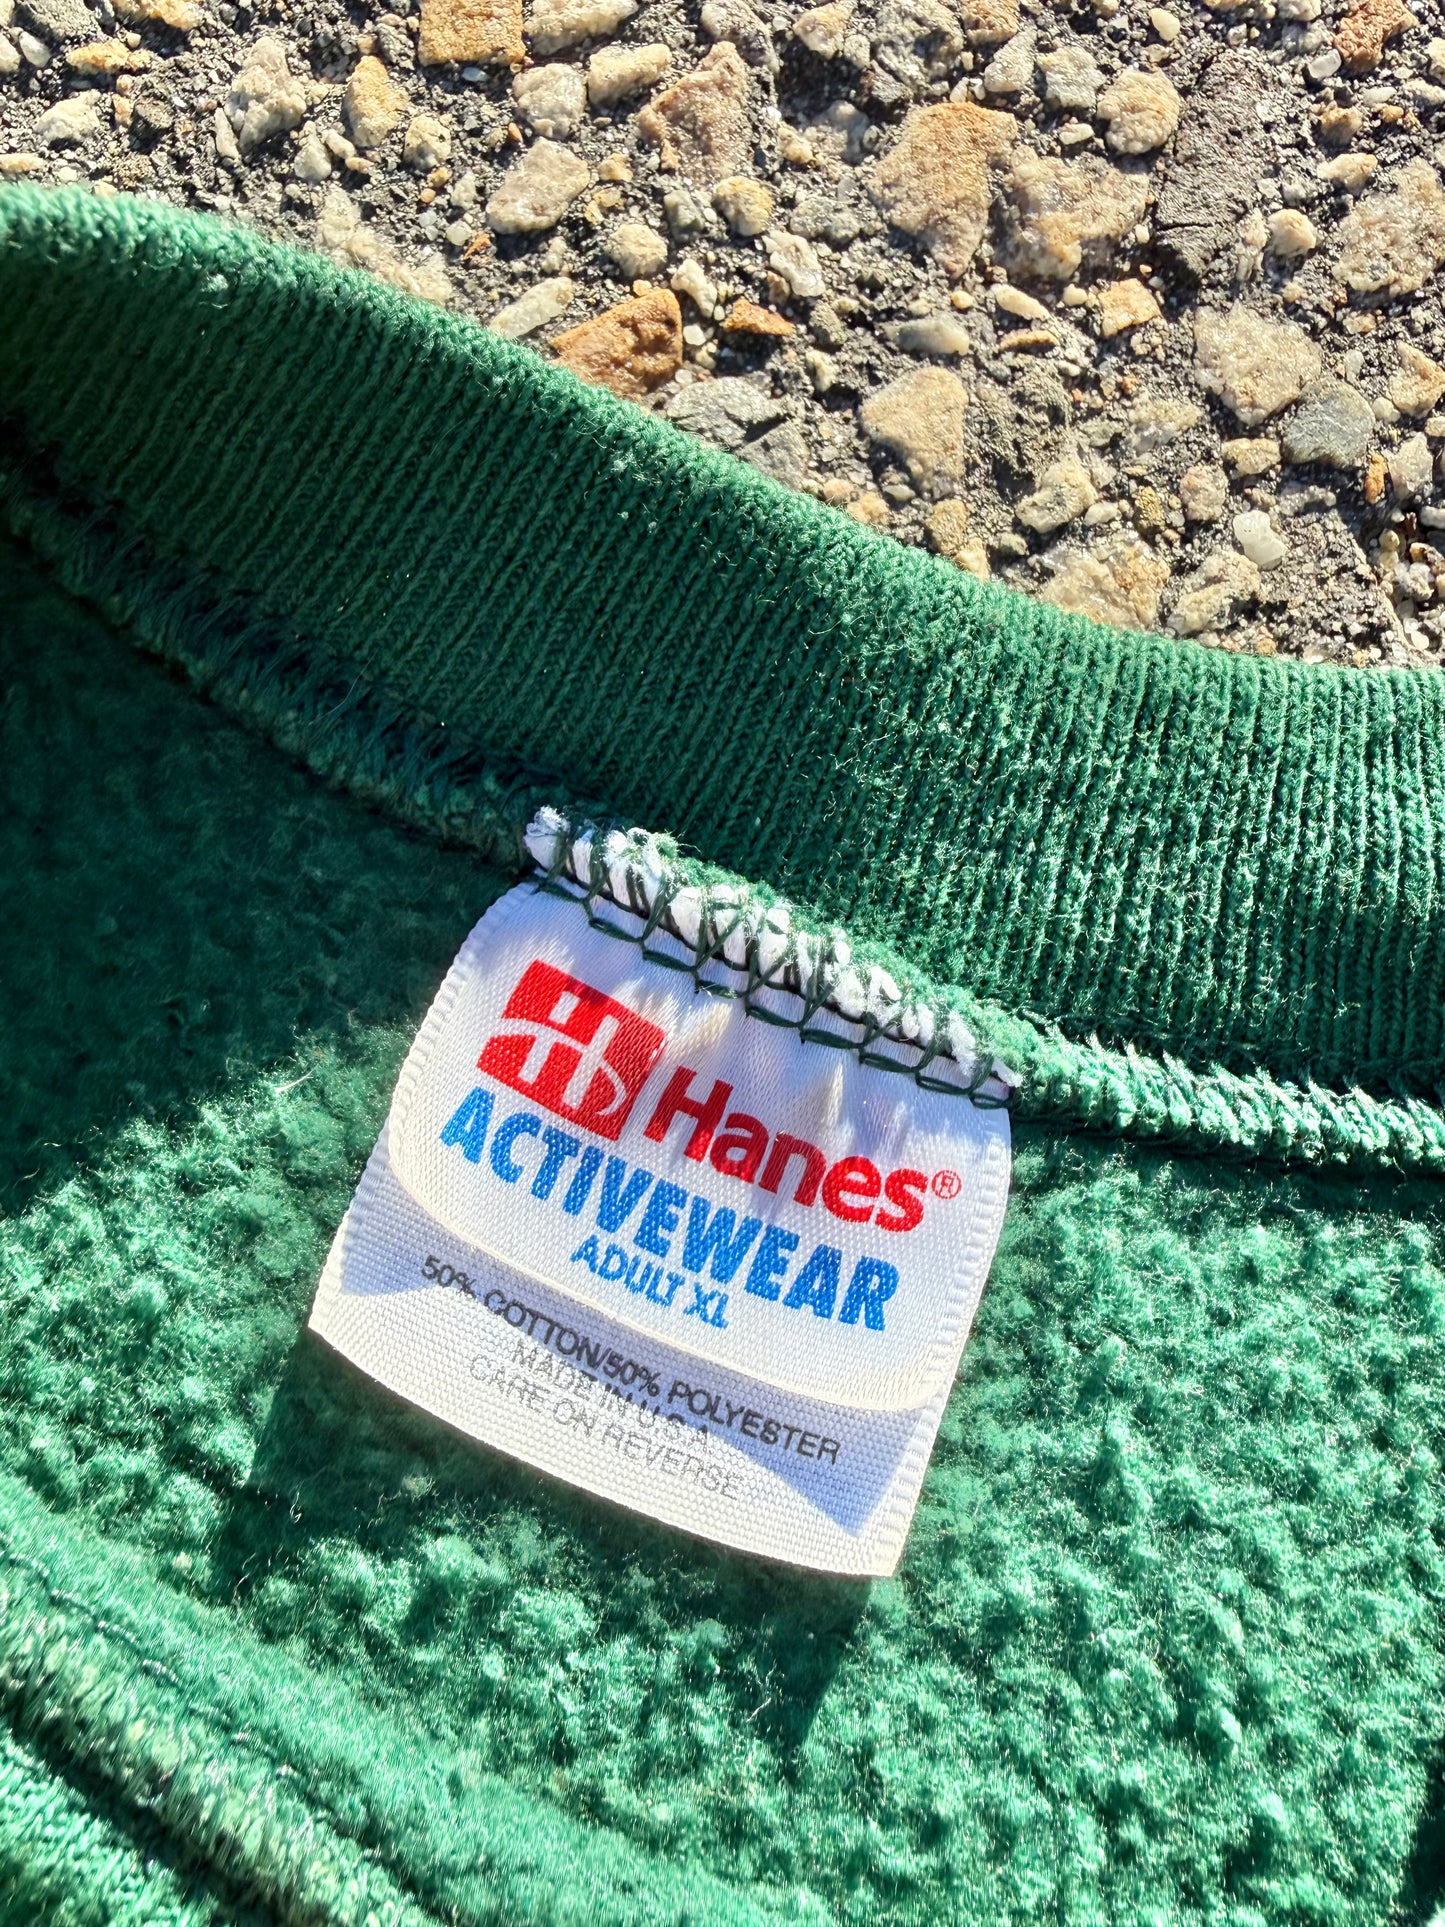 Hanes®
ACTIVEWEAR
ADULT XL
50% COTTON/50% POLYESTER
MADE IN U.S.A.
CARE ON REVERSE